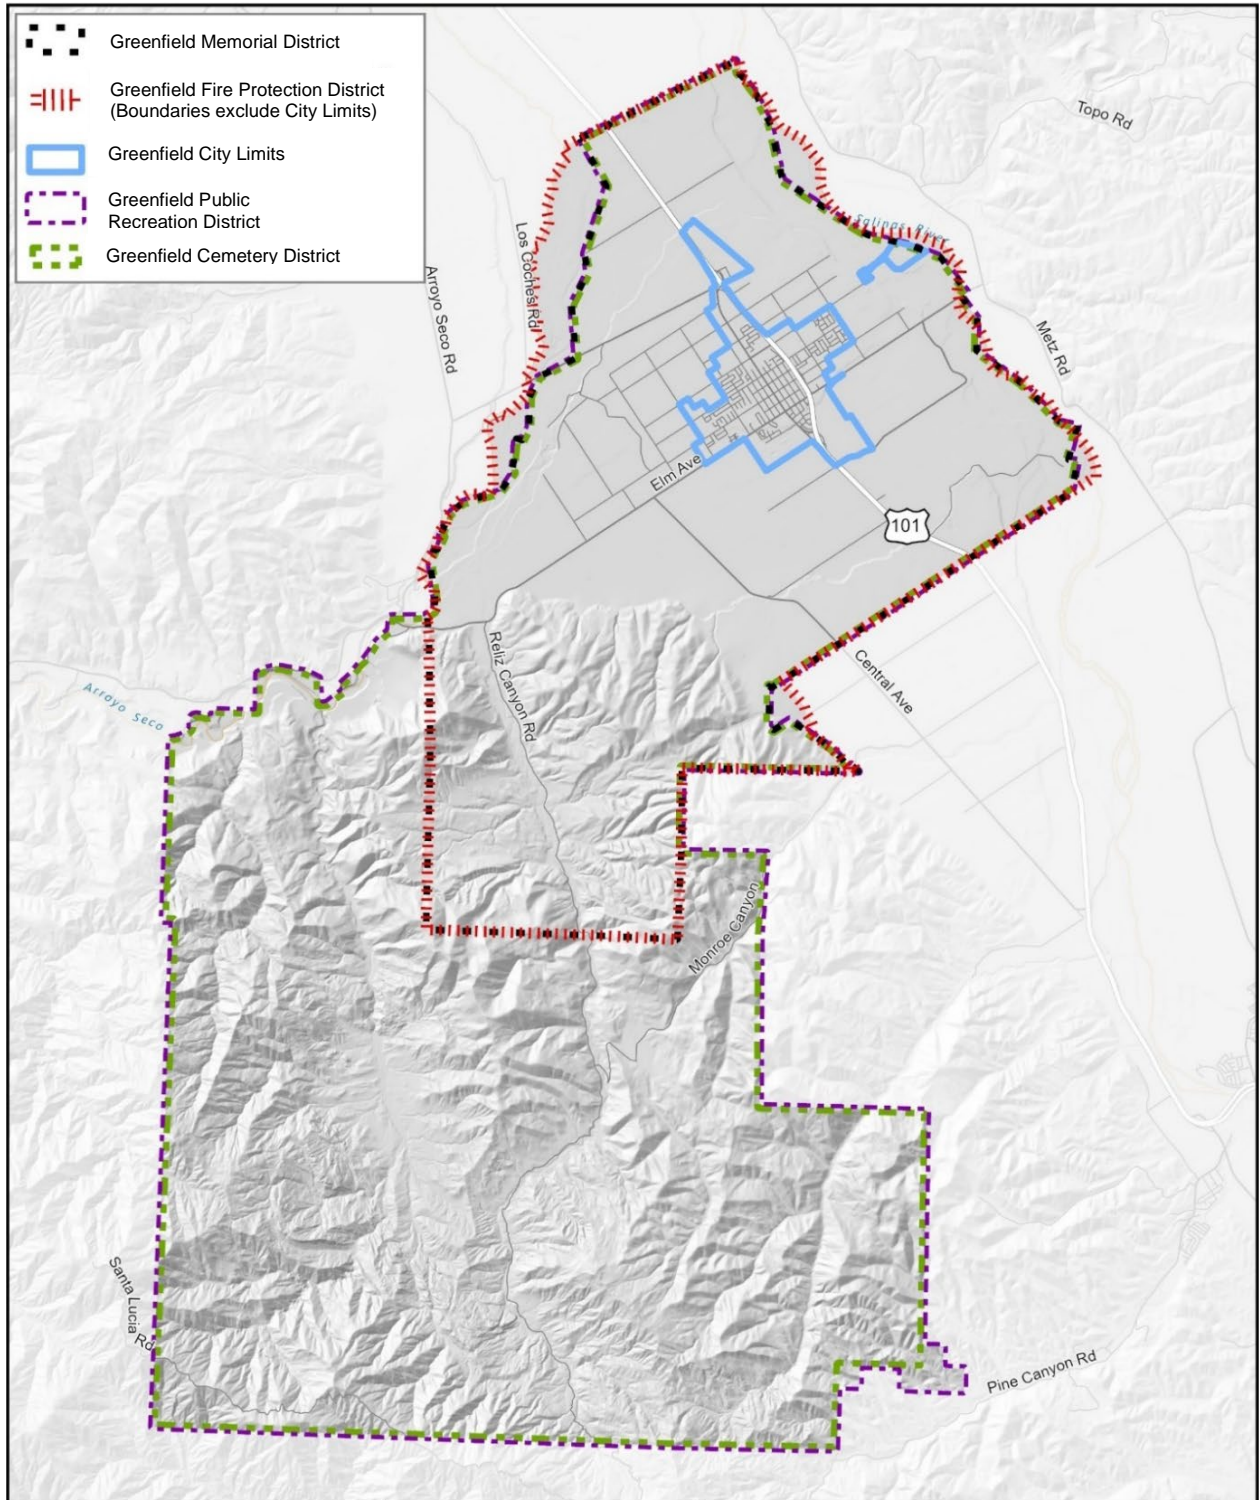 Greenfield Memorial District
Greenfield Fire Protection District
(Boundaries exclude City Limits)
Greenfield City Limits
Greenfield Public
Recreation District
Greenfield Cemetery District
Topo Rd
Salinas River
Los Coches Rd
Arroyo Seco Rd
Metz Rd
Elm Ave
101
Reliz Canyon Rd
Central Ave
Arroyo Seco
Monroe Canyon
Santa Lucia Rd
Pine Canyon Rd